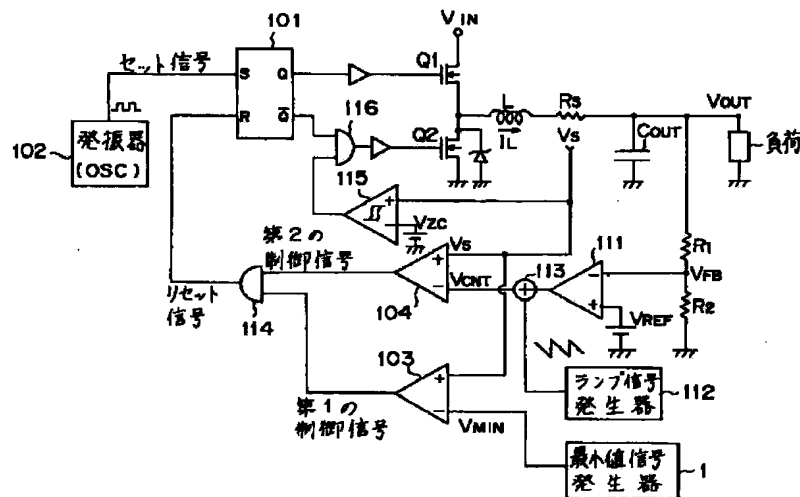 VIN
101
Q1
セット信号
S
Q
R
Q̅
116
Q2
L
IL
RS
VS
COUT
VOUT
負荷
102
発振器
(OSC)
115
VZC
第2の
制御信号
VS
VCNT
104
113
111
R1
VFB
R2
VREF
リセット
信号
114
103
第1の
制御信号
VMIN
ランプ信号
発生器
112
最小値信号
発生器
1
+
-
+
-
+
-
+
-
+